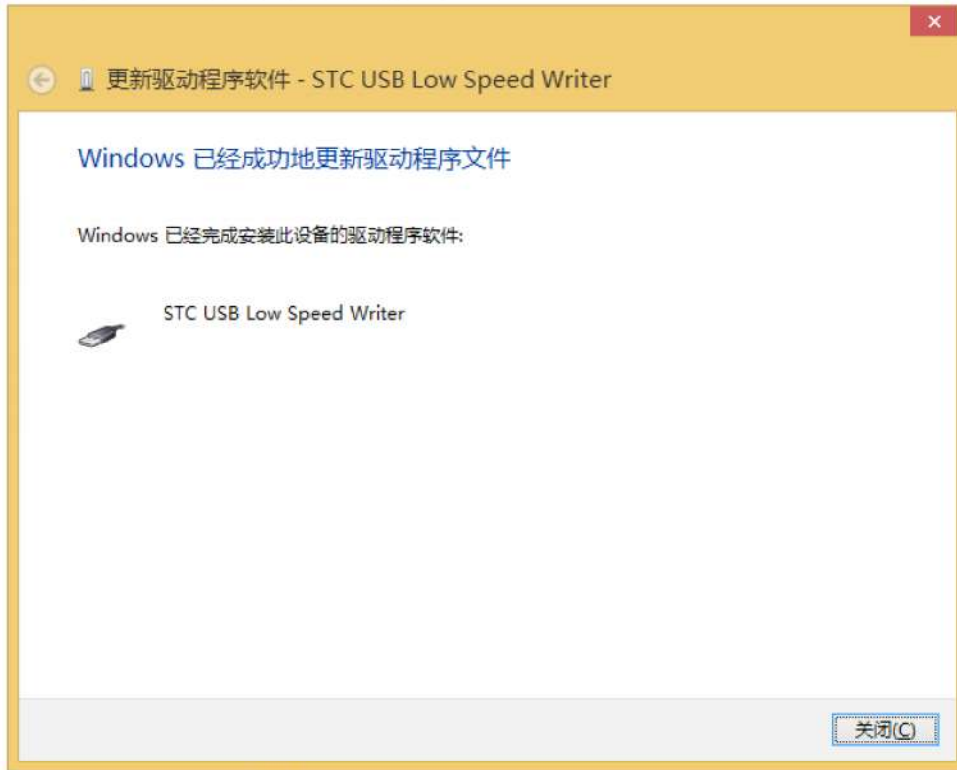 更新驱动程序软件 - STC USB Low Speed Writer
Windows 已经成功地更新驱动程序文件
Windows 已经完成安装此设备的驱动程序软件:
STC USB Low Speed Writer
关闭(C)